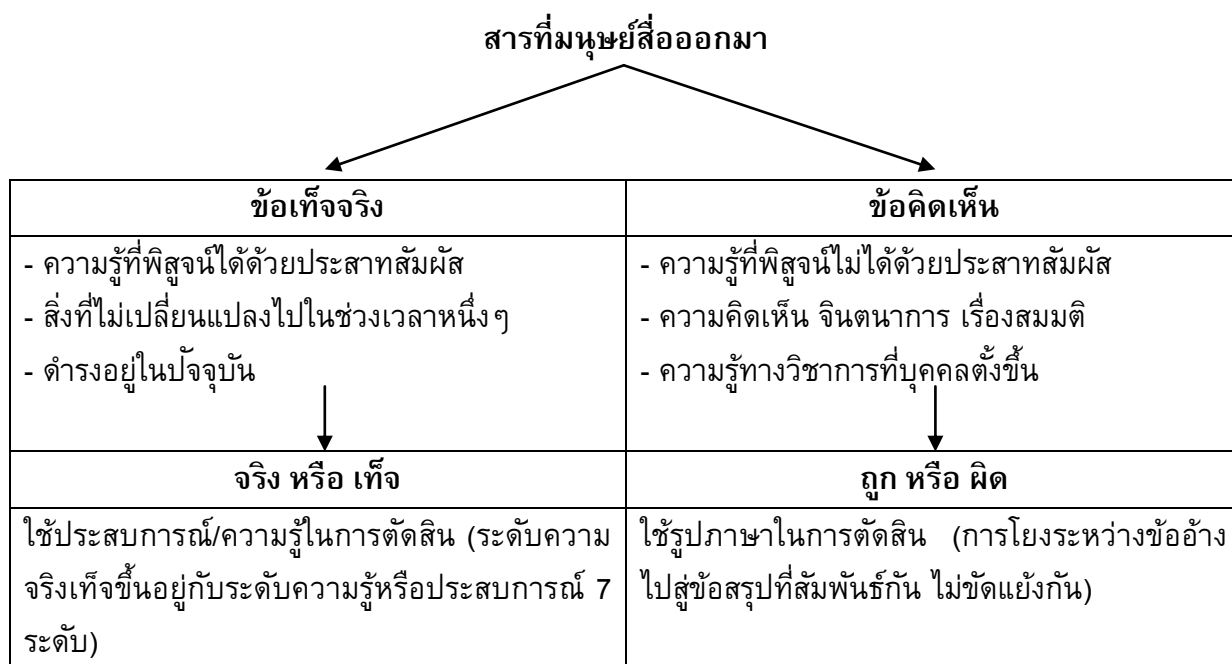 สารที่มนุษย์สื่อออกมา
ข้อเท็จจริง
- ความรู้ที่พิสูจน์ได้ด้วยประสาทสัมผัส
- สิ่งที่ไม่เปลี่ยนแปลงไปในช่วงเวลาหนึ่งๆ
- ดำรงอยู่ในปัจจุบัน
จริง หรือ เท็จ
ใช้ประสบการณ์/ความรู้ในการตัดสิน (ระดับความ
จริงเท็จขึ้นอยู่กับระดับความรู้หรือประสบการณ์ 7
ระดับ)
ข้อคิดเห็น
- ความรู้ที่พิสูจน์ไม่ได้ด้วยประสาทสัมผัส
- ความคิดเห็น จินตนาการ เรื่องสมมติ
- ความรู้ทางวิชาการที่บุคคลตั้งขึ้น
ถูก หรือ ผิด
ใช้รูปภาษาในการตัดสิน (การโยงระหว่างข้ออ้าง
ไปสู่ข้อสรุปที่สัมพันธ์กัน ไม่ขัดแย้งกัน)